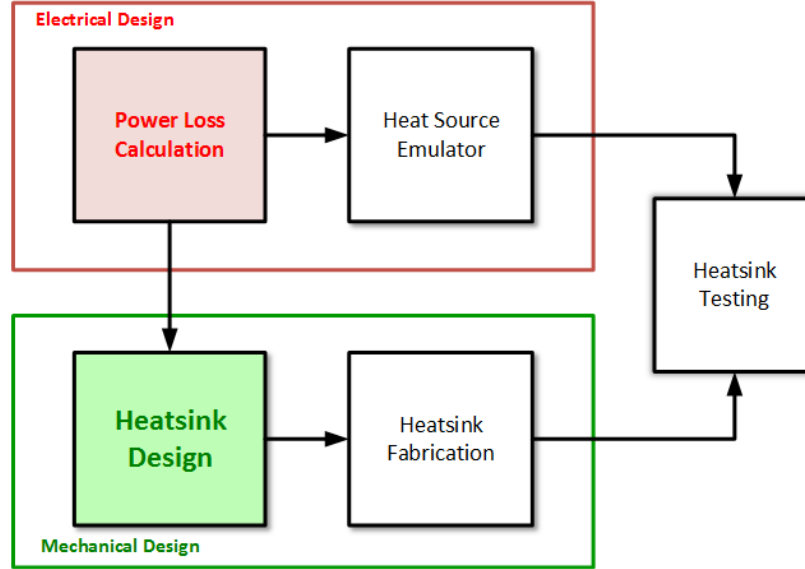 Electrical Design
Power Loss
Calculation
Heat Source
Emulator
Heatsink
Testing
Heatsink
Design
Heatsink
Fabrication
Mechanical Design